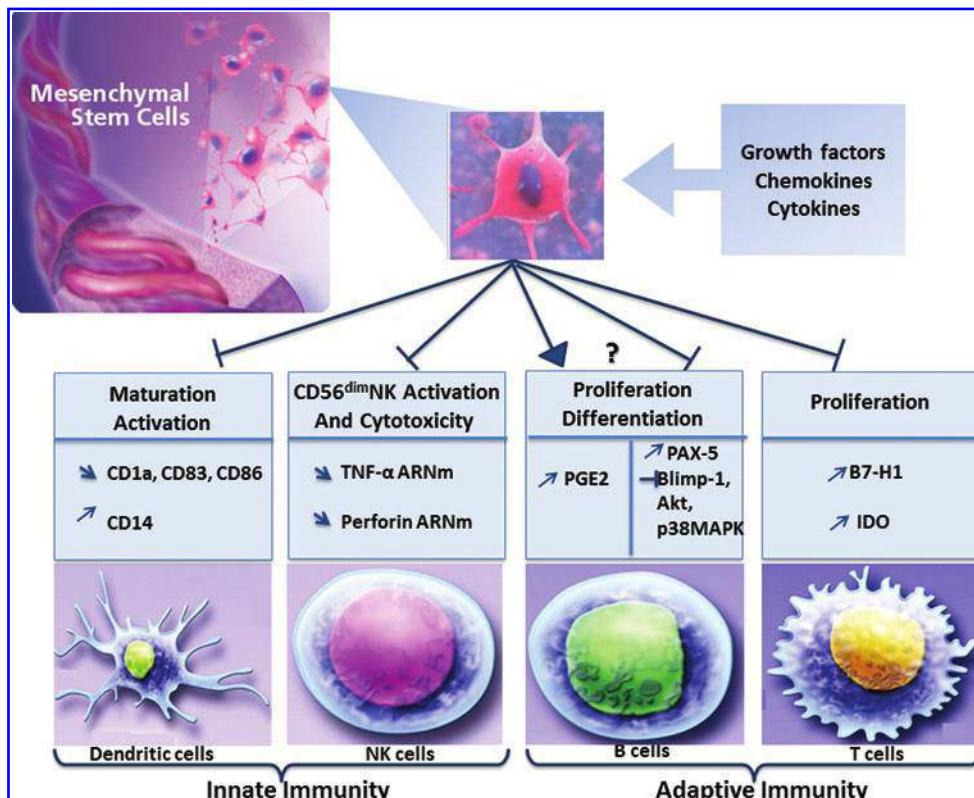 Mesenchymal
Stem Cells
Growth factors
Chemokines
Cytokines
?
Maturation
Activation
CD1a, CD83, CD86
CD14
CD56dimNK Activation
And Cytotoxicity
TNF-α ARNm
Perforin ARNm
Proliferation
Differentiation
PGE2
PAX-5
Blimp-1,
Akt,
p38MAPK
Proliferation
B7-H1
IDO
Dendritic cells
NK cells
B cells
T cells
Innate Immunity
Adaptive Immunity